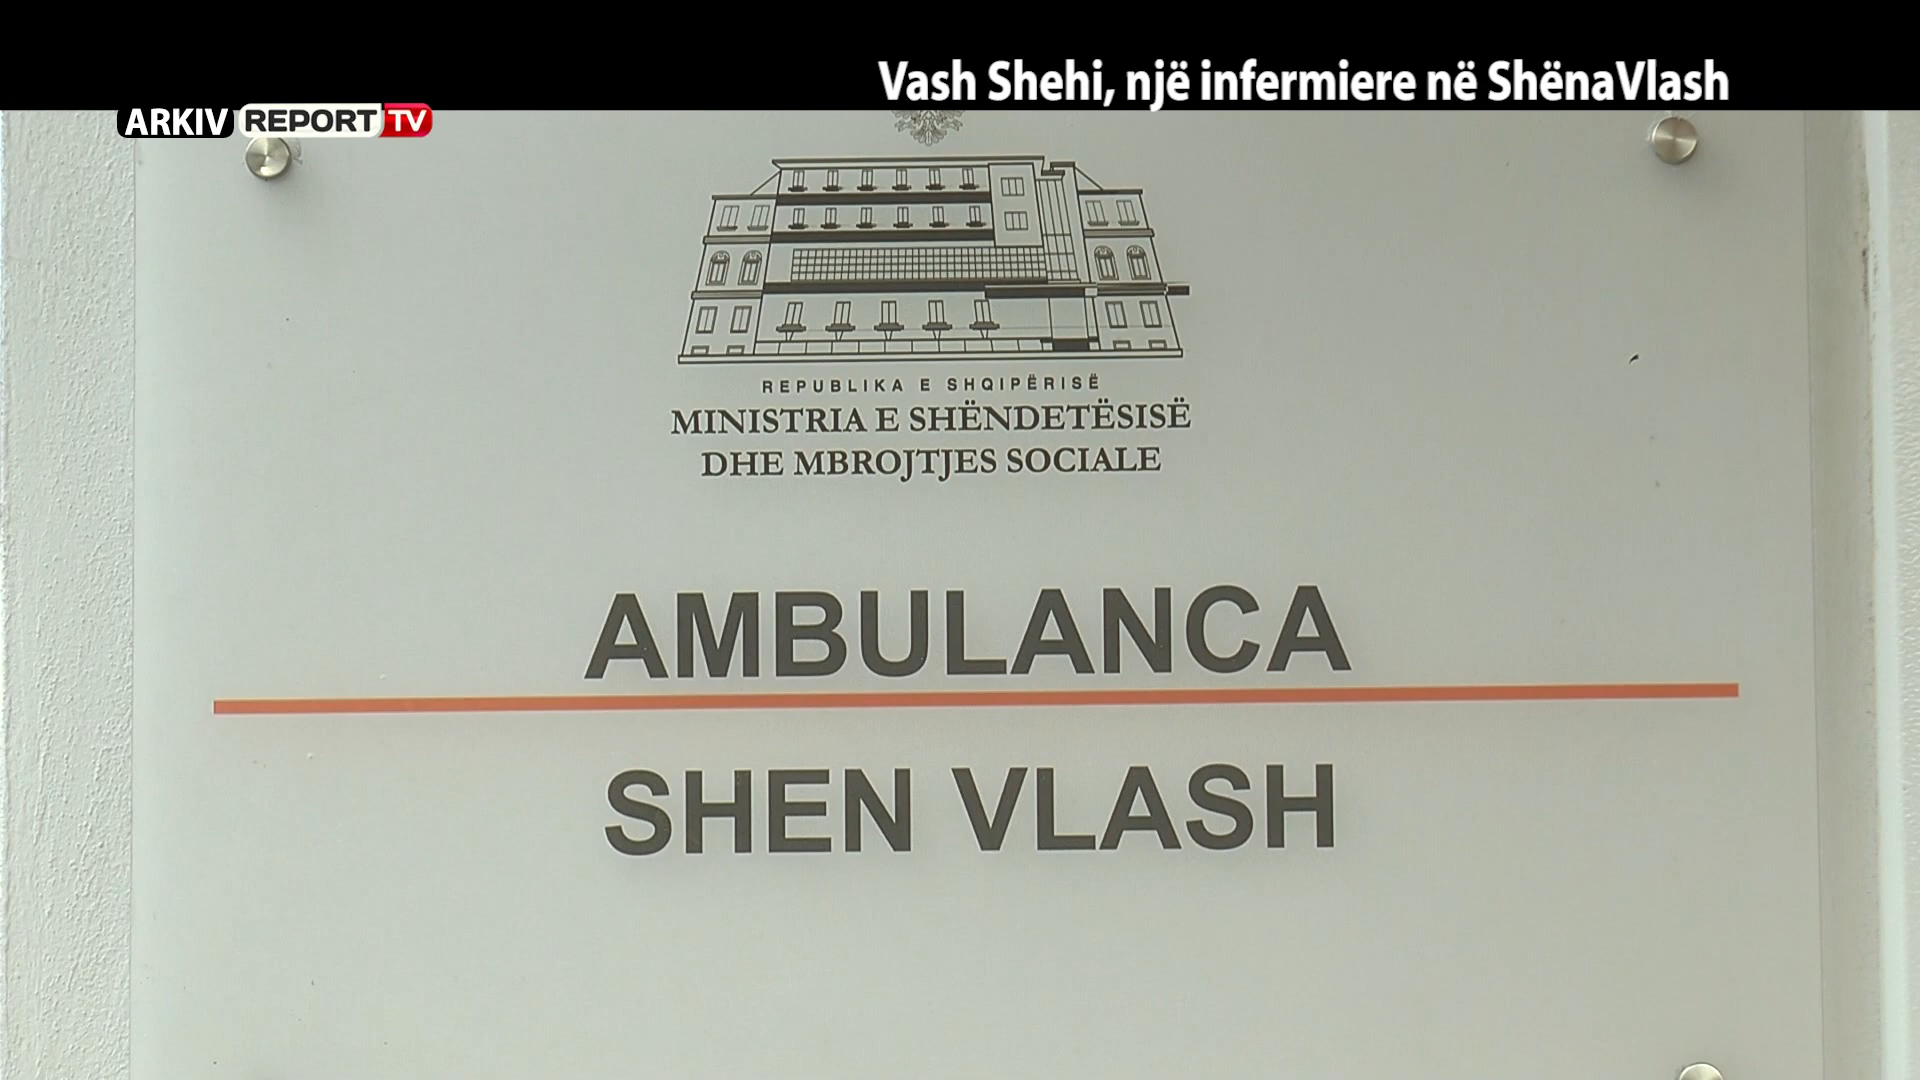 Vash Shehi, një infermiere në ShënaVlash
ARKIV REPORT TV
REPUBLIKA E SHQIPËRISË
MINISTRIA E SHËNDETËSISË
DHE MBROJTJES SOCIALE
AMBULANCA
SHEN VLASH